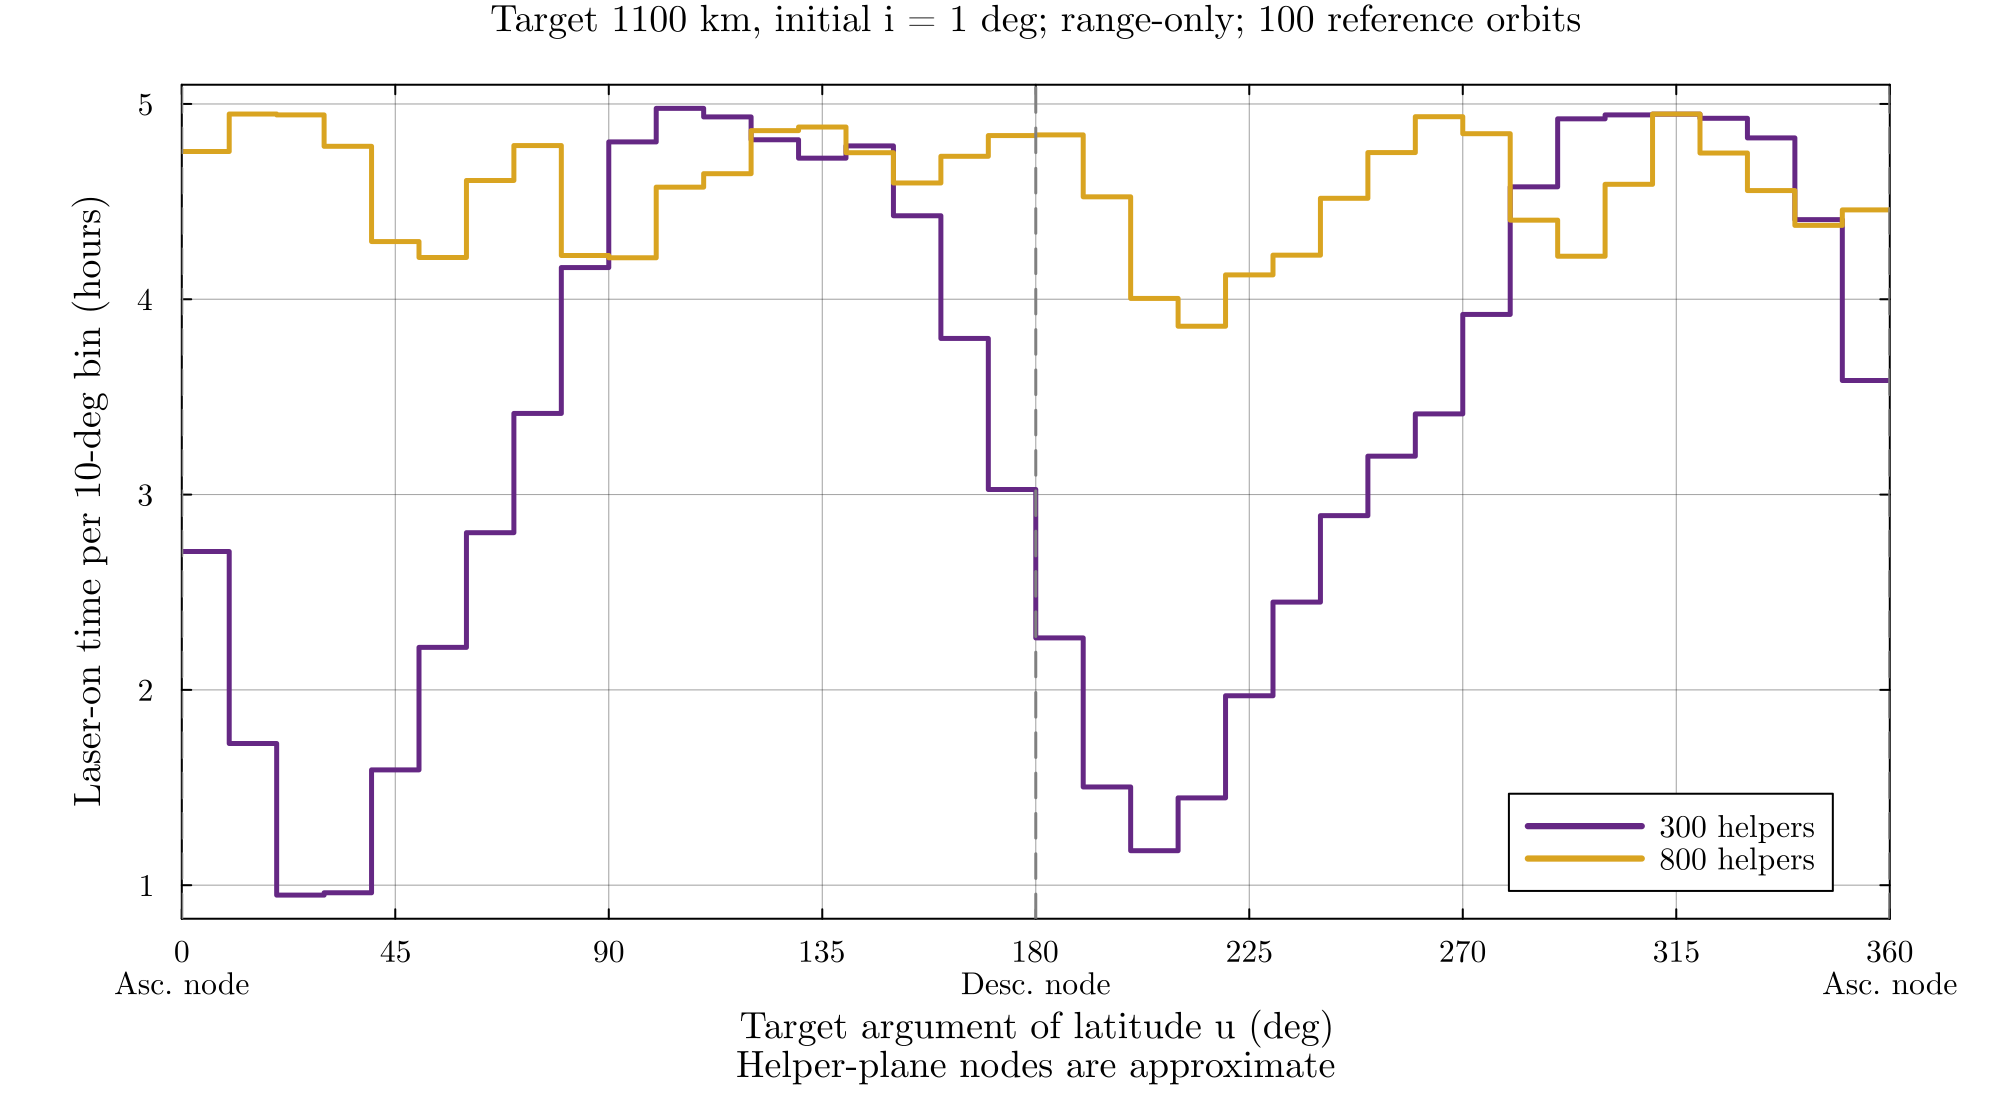 Target 1100 km, initial i = 1 deg; range-only; 100 reference orbits
Laser-on time per 10-deg bin (hours)
5
4
3
2
1
300 helpers
800 helpers
0 45 90 135 180 225 270 315 360
Asc. node Desc. node Asc. node
Target argument of latitude u (deg)
Helper-plane nodes are approximate